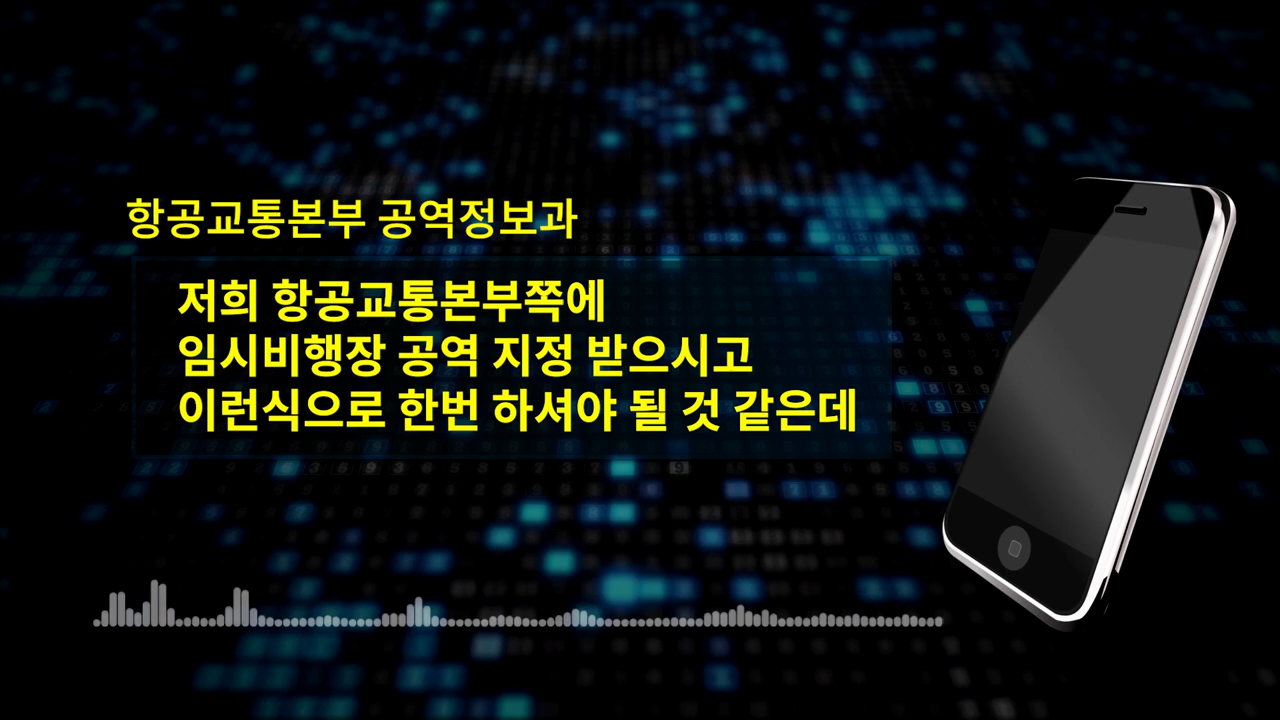 항공교통본부 공역정보과
저희 항공교통본부쪽에
임시비행장 공역 지정 받으시고
이런식으로 한번 하셔야 될 것 같은데